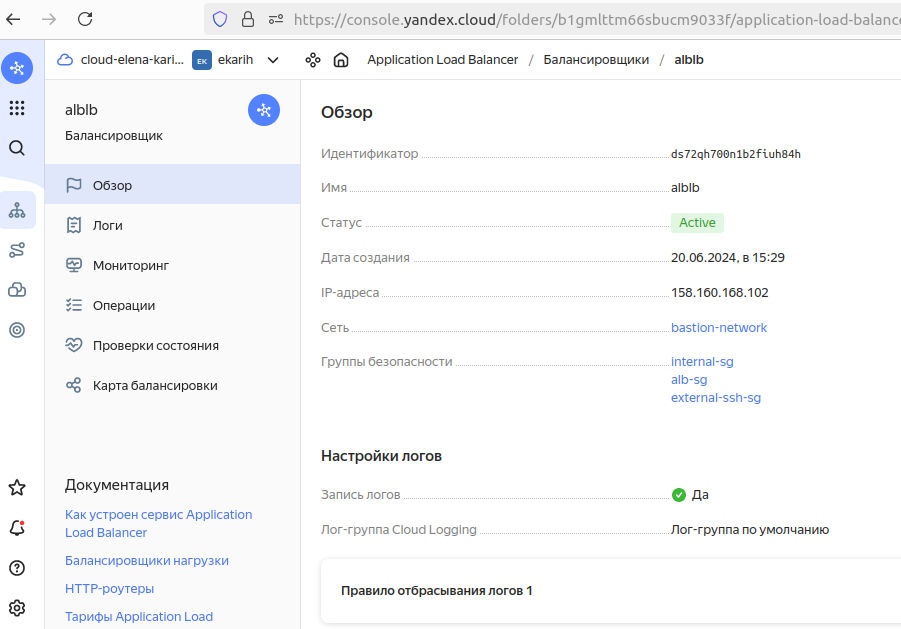 https://console.yandex.cloud/folders/b1gmlttm66sbucm9033f/application-load-balance
cloud-elena-kari... EK ekarih Application Load Balancer / Балансировщики / alblb
alblb
Балансировщик
Обзор
Логи
Мониторинг
Операции
Проверки состояния
Карта балансировки
Документация
Как устроен сервис Application
Load Balancer
Балансировщики нагрузки
HTTP-роутеры
Тарифы Application Load
Обзор
Идентификатор ds72qh700n1b2fiuh84h
Имя alblb
Статус Active
Дата создания 20.06.2024, в 15:29
IP-адреса 158.160.168.102
Сеть bastion-network
Группы безопасности internal-sg
alb-sg
external-ssh-sg
Настройки логов
Запись логов Да
Лог-группа Cloud Logging Лог-группа по умолчанию
Правило отбрасывания логов 1